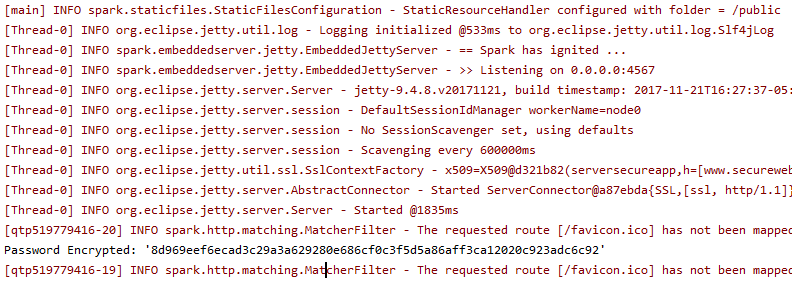 [main] INFO spark.staticfiles.StaticFilesConfiguration - StaticResourceHandler configured with folder = /public
[Thread-0] INFO org.eclipse.jetty.util.log - Logging initialized @533ms to org.eclipse.jetty.util.log.Slf4jLog
[Thread-0] INFO spark.embeddedserver.jetty.EmbeddedJettyServer - == Spark has ignited ...
[Thread-0] INFO spark.embeddedserver.jetty.EmbeddedJettyServer - >> Listening on 0.0.0.0:4567
[Thread-0] INFO org.eclipse.jetty.server.Server - jetty-9.4.8.v20171121, build timestamp: 2017-11-21T16:27:37-05:
[Thread-0] INFO org.eclipse.jetty.server.session - DefaultSessionIdManager workerName=node0
[Thread-0] INFO org.eclipse.jetty.server.session - No SessionScavenger set, using defaults
[Thread-0] INFO org.eclipse.jetty.server.session - Scavenging every 600000ms
[Thread-0] INFO org.eclipse.jetty.util.ssl.SslContextFactory - x509=X509@d321b82(serversecureapp,h=[www.secureweb
[Thread-0] INFO org.eclipse.jetty.server.AbstractConnector - Started ServerConnector@a87ebda{SSL,[ssl, http/1.1]}
[Thread-0] INFO org.eclipse.jetty.server.Server - Started @1835ms
[qtp519779416-20] INFO spark.http.matching.MatcherFilter - The requested route [/favicon.ico] has not been mapped
Password Encrypted: '8d969eef6ecad3c29a3a629280e686cf0c3f5d5a86aff3ca12020c923adc6c92'
[qtp519779416-19] INFO spark.http.matching.MatcherFilter - The requested route [/favicon.ico] has not been mapped